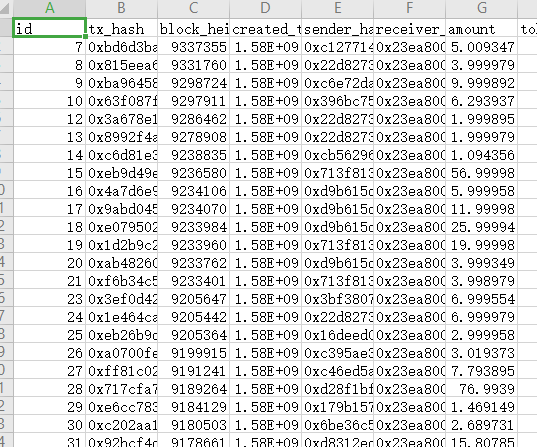 A B C D E F G
id tx_hash block_hei created_t sender_ha receiver_ amount tol
7 0xbd6d3ba 9337355 1.58E+09 0xc127714 0x23ea800 5.009347
8 0x815eea6 9331760 1.58E+09 0x22d8273 0x23ea800 3.999979
9 0xba96458 9298724 1.58E+09 0xc6e72da 0x23ea800 9.999892
10 0x63f087f 9297911 1.58E+09 0x396bc75 0x23ea800 6.293937
12 0x3a678e1 9286462 1.58E+09 0x22d8273 0x23ea800 1.999895
13 0x8992f4a 9278908 1.58E+09 0x22d8273 0x23ea800 1.999979
14 0xc6d81e3 9238835 1.58E+09 0xcb56296 0x23ea800 1.094356
15 0xeb9d49e 9236580 1.58E+09 0x713f813 0x23ea800 56.99998
16 0x4a7d6e9 9234106 1.58E+09 0xd9b615d 0x23ea800 5.999958
17 0x9abd045 9234070 1.58E+09 0xd9b615d 0x23ea800 11.99998
18 0xe079502 9233984 1.58E+09 0xd9b615d 0x23ea800 25.99994
19 0x1d2b9c2 9233960 1.58E+09 0x713f813 0x23ea800 19.99998
20 0xab48260 9233762 1.58E+09 0xd9b615d 0x23ea800 3.999349
21 0xf6b34c5 9233401 1.58E+09 0x713f813 0x23ea800 3.998979
23 0x3ef0d42 9205647 1.58E+09 0x3bf3807 0x23ea800 6.999554
24 0x1e464ca 9205442 1.58E+09 0x22d8273 0x23ea800 6.999979
25 0xeb26b9d 9205364 1.58E+09 0x16deed0 0x23ea800 2.999958
26 0xa0700fe 9199915 1.58E+09 0xc395ae3 0x23ea800 3.019373
27 0xff81c02 9191241 1.58E+09 0xc46ed5a 0x23ea800 7.793895
28 0x717cfa7 9189264 1.58E+09 0xd28f1bf 0x23ea800 76.9939
29 0xe6cc783 9184129 1.58E+09 0x179b157 0x23ea800 1.469149
30 0xc202aa1 9180503 1.58E+09 0x6be36c5 0x23ea800 2.689731
31 0x92bcf4d 9178661 1.58E+09 0xd8312ed 0x23ea800 15.80785